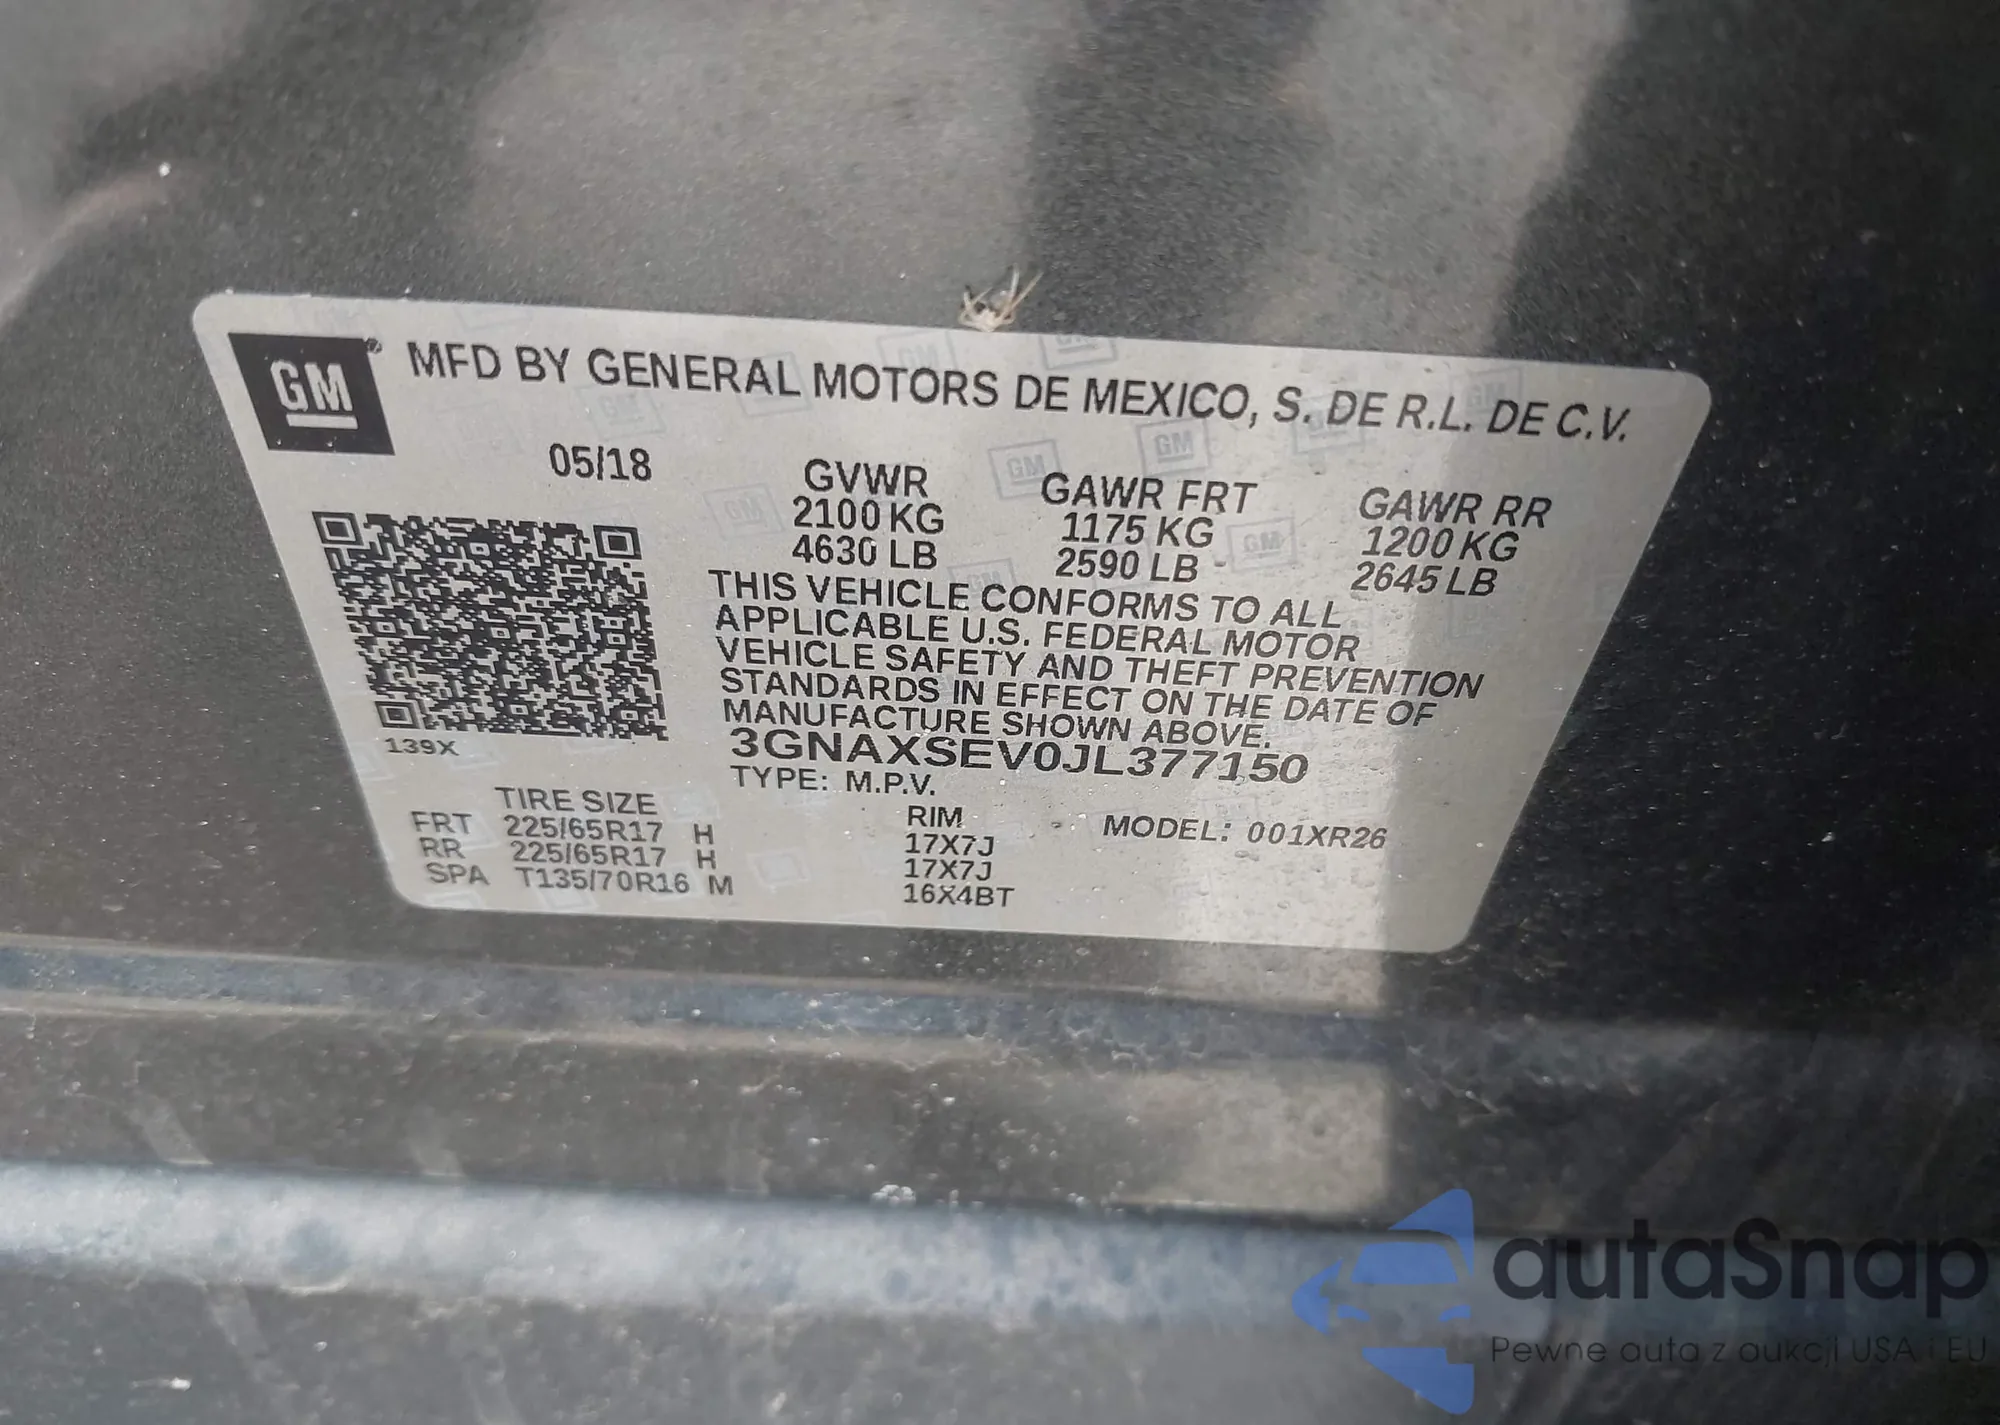 GM® MFD BY GENERAL MOTORS DE MEXICO, S. DE R.L. DE C.V.
05/18
GVWR GAWR FRT GAWR RR
2100 KG 1175 KG 1200 KG
4630 LB 2590 LB 2645 LB
THIS VEHICLE CONFORMS TO ALL
APPLICABLE U.S. FEDERAL MOTOR
VEHICLE SAFETY AND THEFT PREVENTION
STANDARDS IN EFFECT ON THE DATE OF
MANUFACTURE SHOWN ABOVE.
139X
3GNAXSEV0JL377150
TYPE: M.P.V.
TIRE SIZE RIM MODEL: 001XR26
FRT 225/65R17 H 17X7J
RR 225/65R17 H 17X7J
SPA T135/70R16 M 16X4BT
autaSnap
Pewne auta z aukcji USA i EU